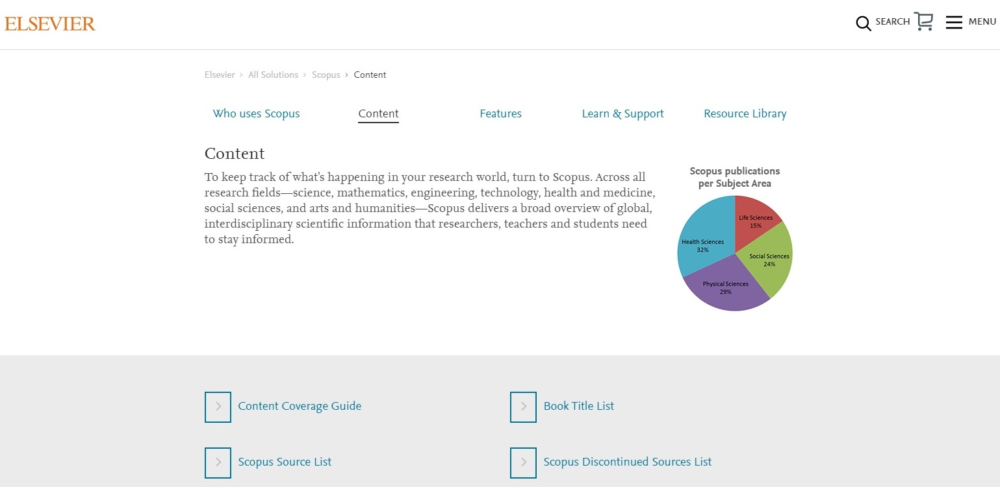 ELSEVIER
SEARCH
MENU
Elsevier > All Solutions > Scopus > Content
Who uses Scopus
Content
Features
Learn & Support
Resource Library
Content
To keep track of what's happening in your research world, turn to Scopus. Across all
research fields—science, mathematics, engineering, technology, health and medicine,
social sciences, and arts and humanities—Scopus delivers a broad overview of global,
interdisciplinary scientific information that researchers, teachers and students need
to stay informed.
Scopus publications
per Subject Area
Life Sciences
15%
Health Sciences
32%
Social Sciences
24%
Physical Sciences
29%
Content Coverage Guide
Book Title List
Scopus Source List
Scopus Discontinued Sources List